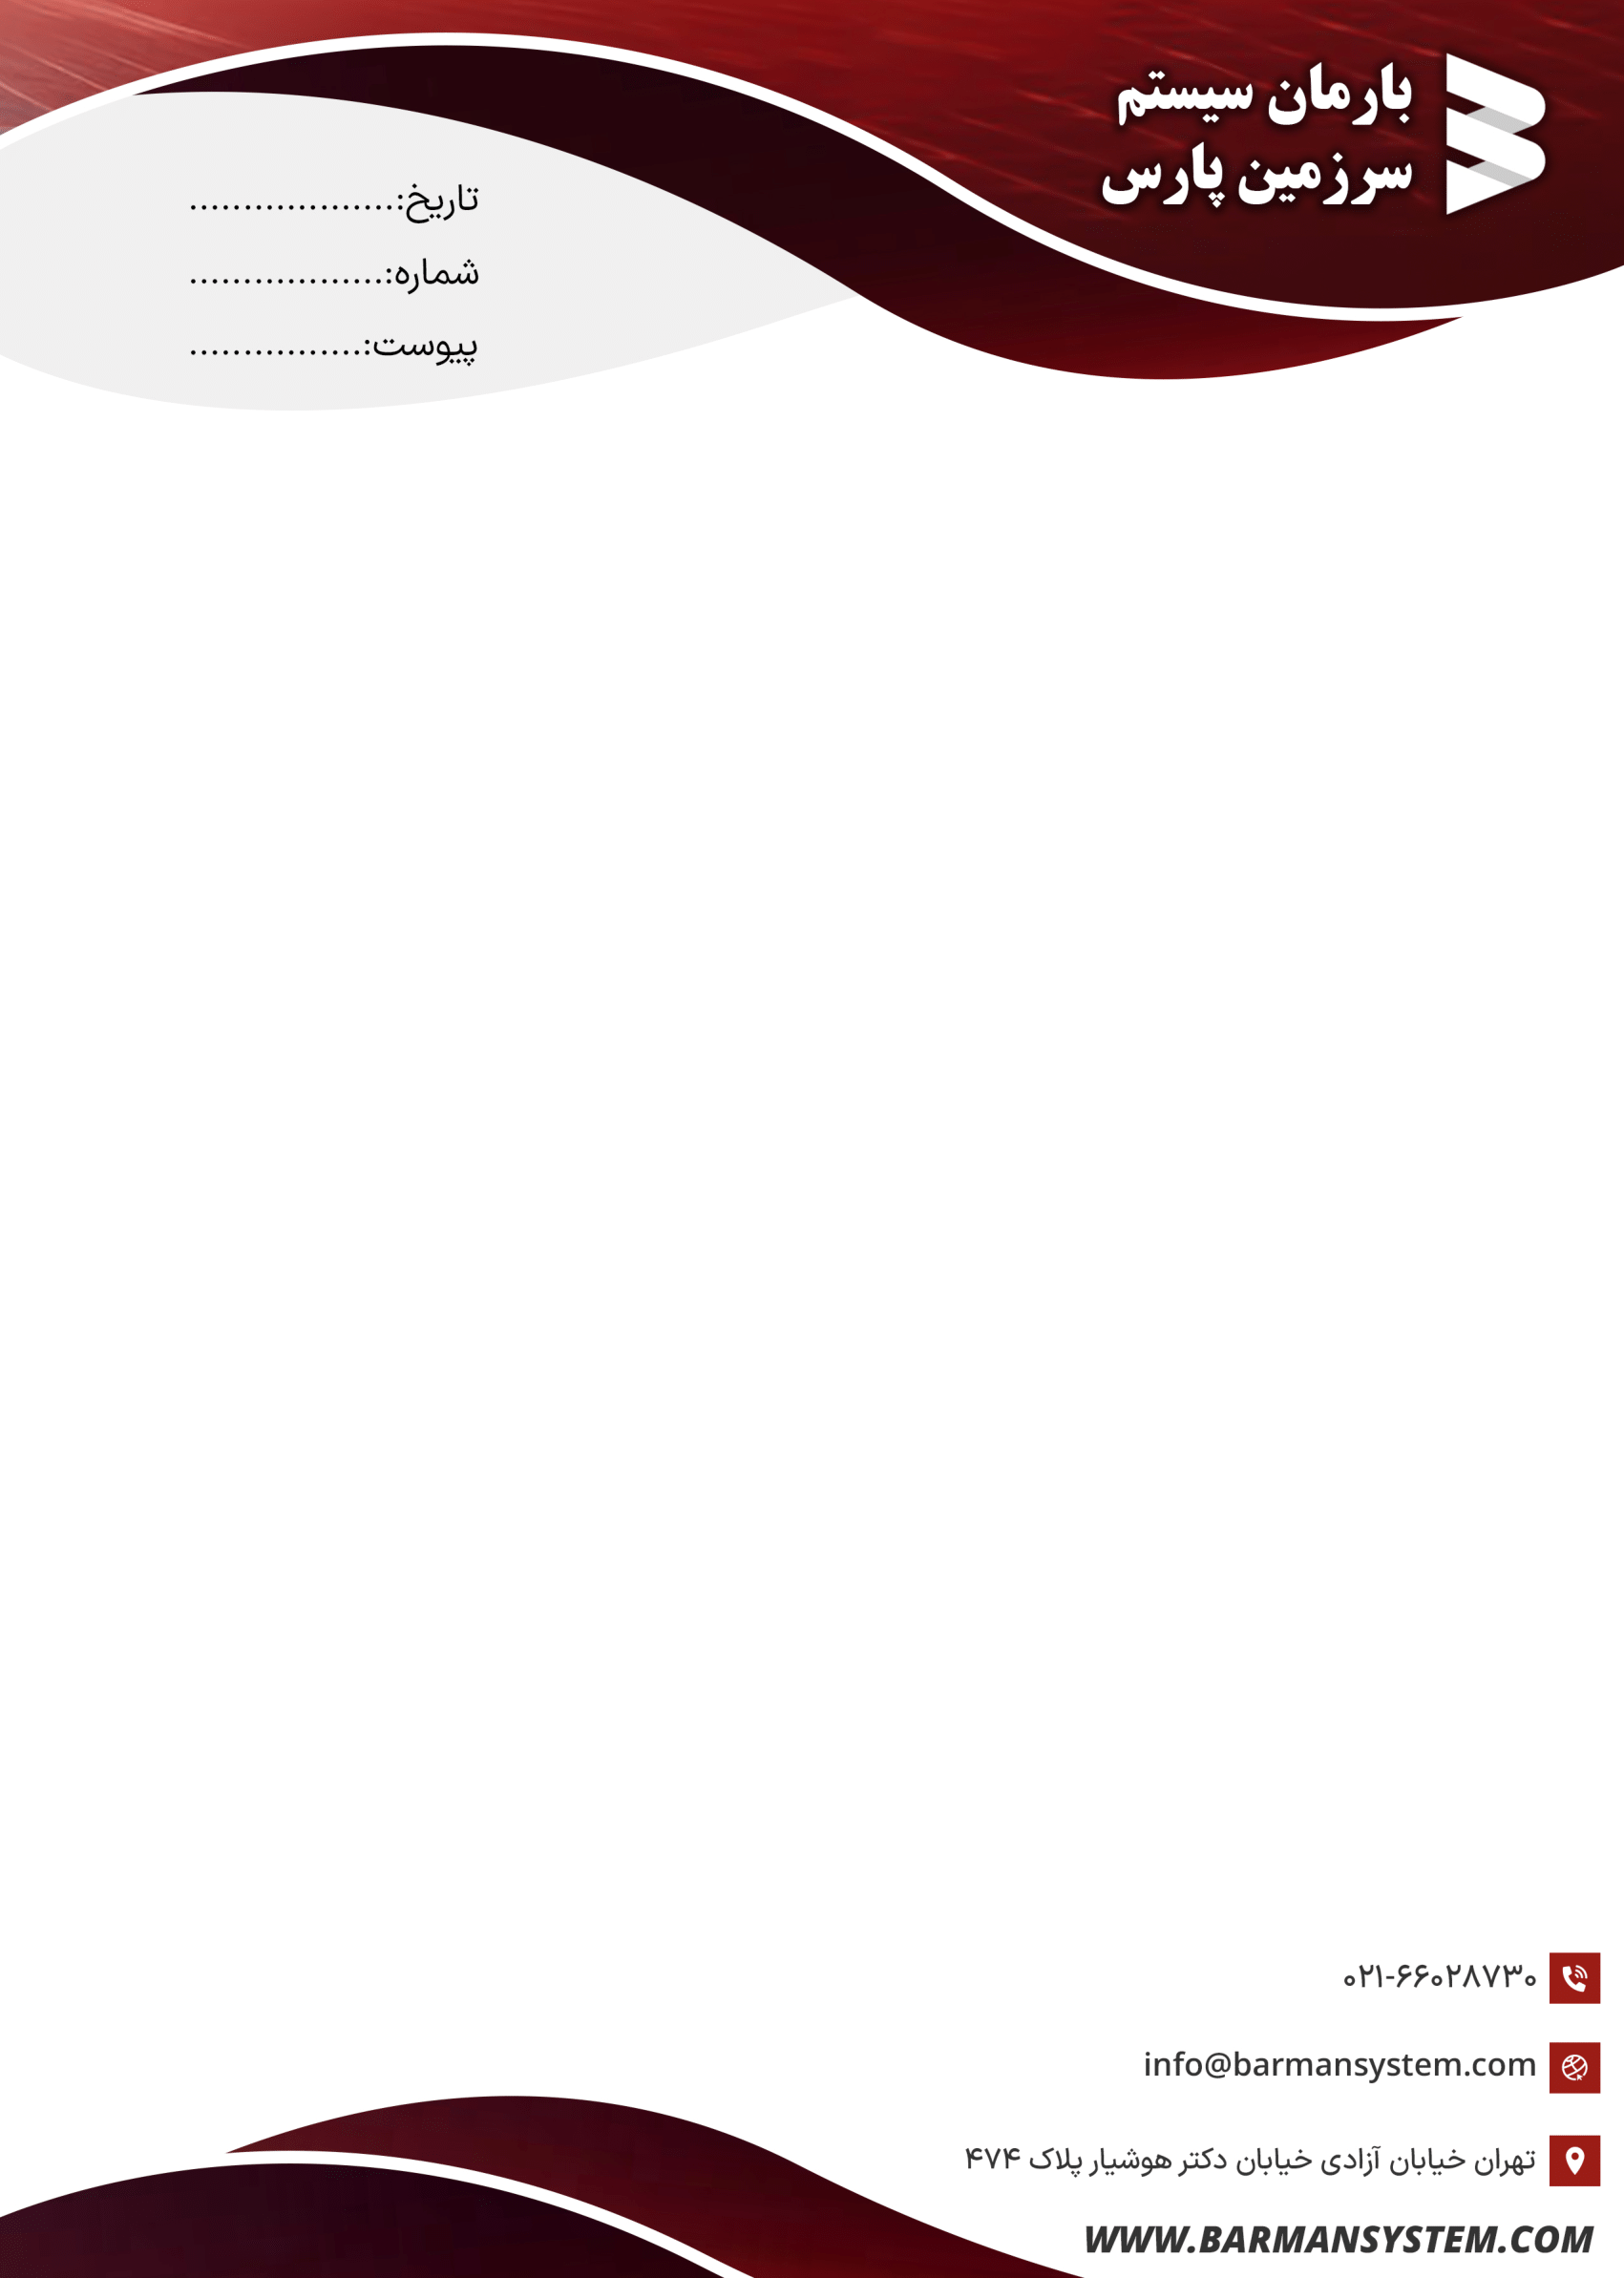 بارمان سیستم
سرزمین پارس
تاریخ:...................
شماره:..................
پیوست:................
۰۲۱-۶۶۰۲۸۷۳۰
info@barmansystem.com
تهران خیابان آزادی خیابان دکتر هوشیار پلاک ۴۷۴
WWW.BARMANSYSTEM.COM